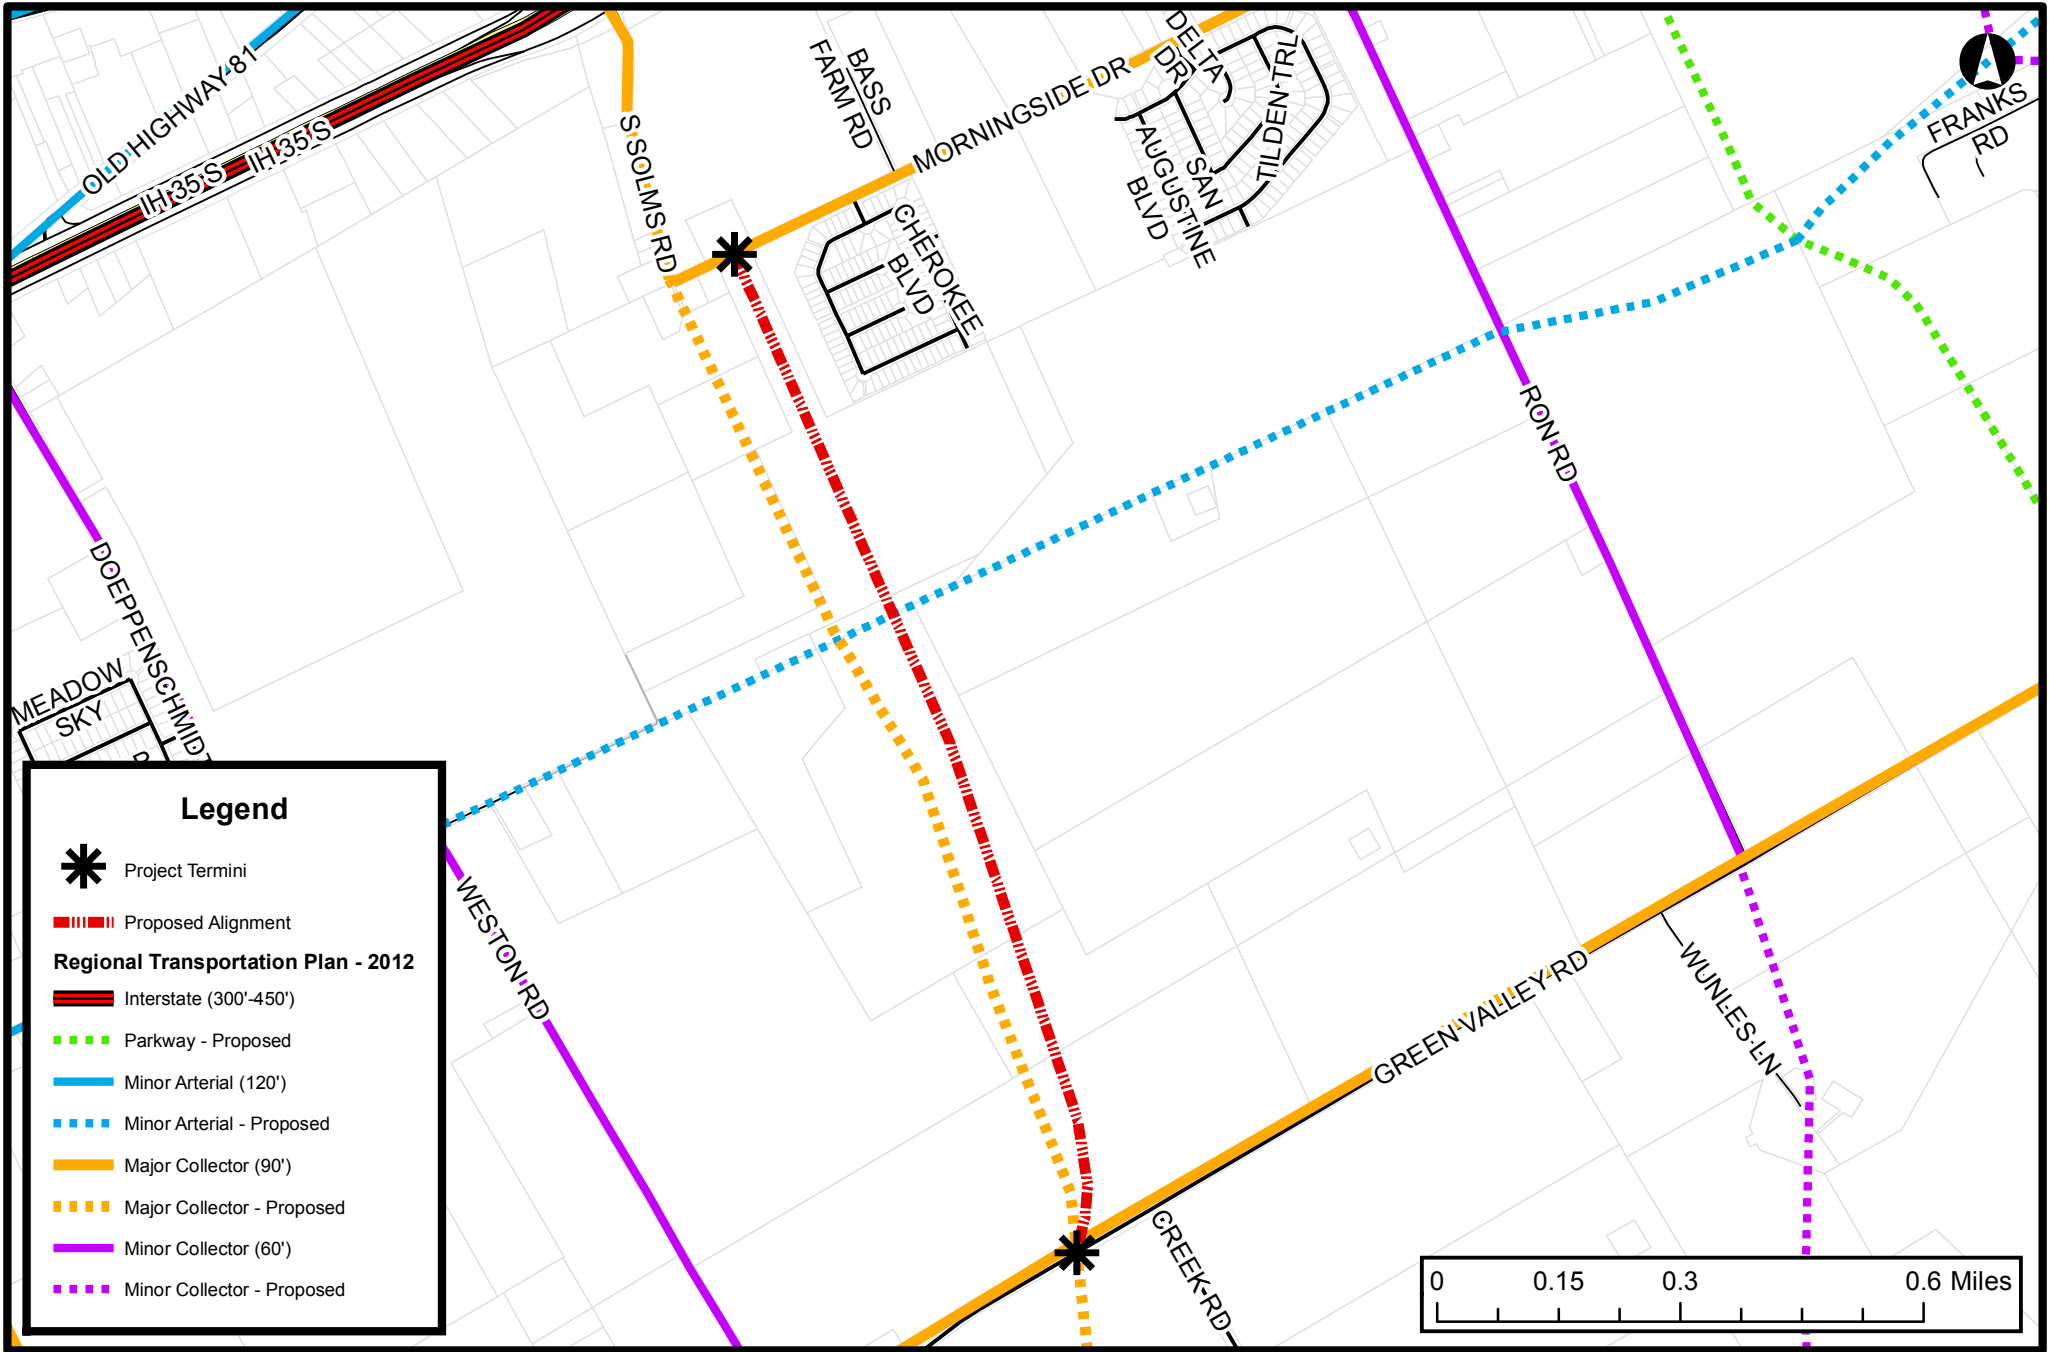 OLD HIGHWAY 81
IH 35 S
IH 35 S
S SOLMS RD
BASS
FARM RD
MORNINGSIDE DR
DELTA
DR
TILDEN TRL
SAN
AUGUSTINE
BLVD
CHEROKEE
BLVD
FRANKS
RD
RON RD
DOEPPENSCHMIDT
MEADOW
SKY
WESTON RD
GREEN VALLEY RD
WUNLES LN
CREEK RD
Legend
Project Termini
Proposed Alignment
Regional Transportation Plan - 2012
Interstate (300'-450')
Parkway - Proposed
Minor Arterial (120')
Minor Arterial - Proposed
Major Collector (90')
Major Collector - Proposed
Minor Collector (60')
Minor Collector - Proposed
0 0.15 0.3 0.6 Miles